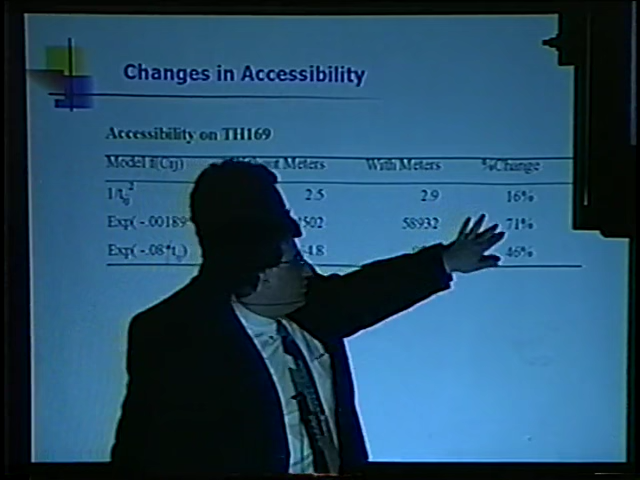 Changes in Accessibility
Accessibility on TH169
Model f(Cij) Meters With Meters %Change
2.5 2.9 16%
Exp(-.00189* 502 58932 71%
Exp(-.08*tij) 4.8 46%